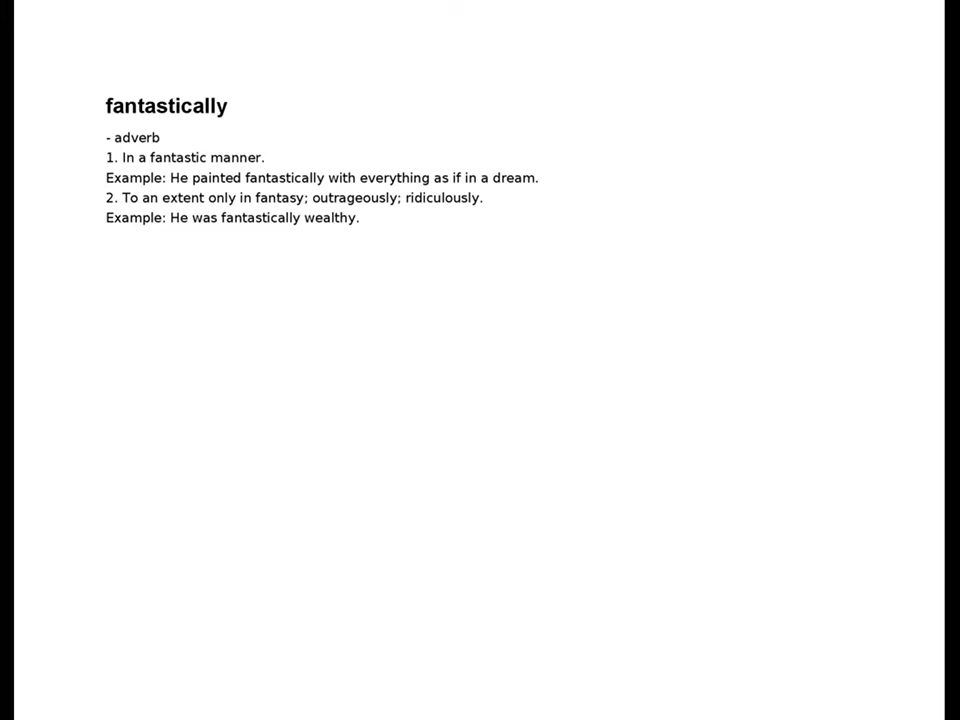 fantastically
- adverb
1. In a fantastic manner.
Example: He painted fantastically with everything as if in a dream.
2. To an extent only in fantasy; outrageously; ridiculously.
Example: He was fantastically wealthy.